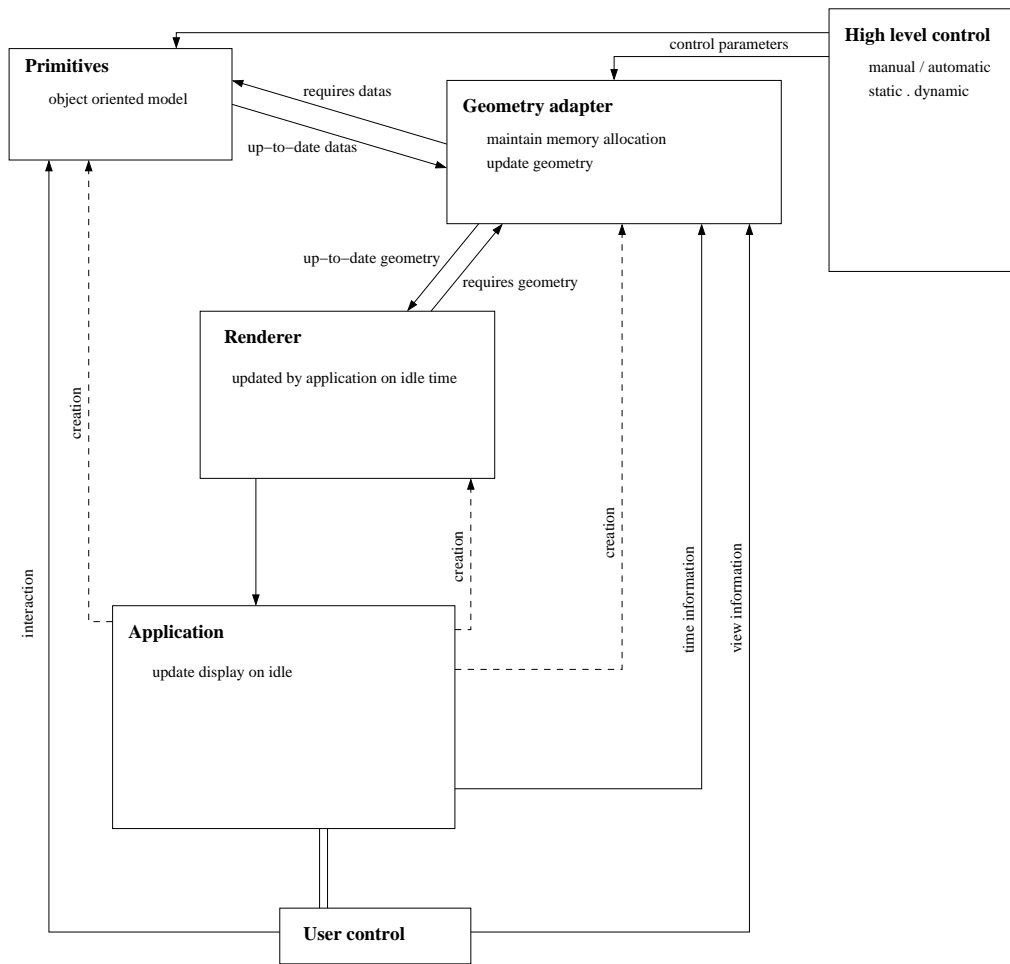 High level control
control parameters
manual / automatic
static . dynamic
Primitives
object oriented model
requires datas
up−to−date datas
Geometry adapter
maintain memory allocation
update geometry
up−to−date geometry
requires geometry
Renderer
updated by application on idle time
creation
creation
creation
interaction
time information
view information
Application
update display on idle
User control